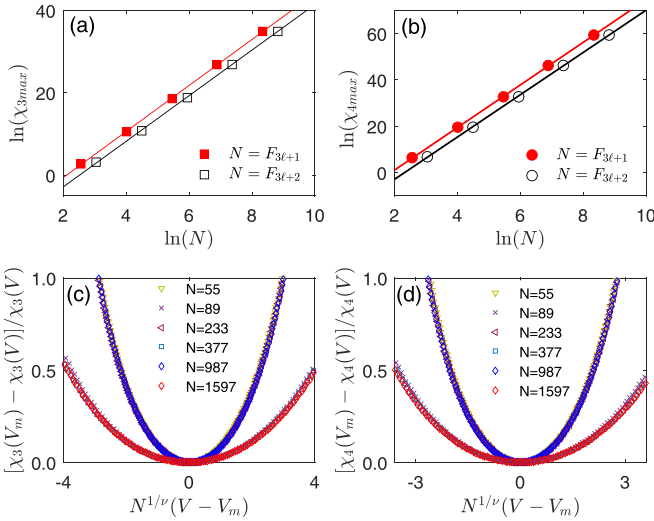 (a)
ln(χ3max)
40
20
0
N = F3ℓ+1
N = F3ℓ+2
2 4 6 8 10
ln(N)
(b)
ln(χ4max)
60
40
20
0
N = F3ℓ+1
N = F3ℓ+2
2 4 6 8 10
ln(N)
(c)
[χ3(Vm) − χ3(V)]/χ3(V)
1.0
0.5
0.0
N=55
N=89
N=233
N=377
N=987
N=1597
-4 0 4
N1/ν(V − Vm)
(d)
[χ4(Vm) − χ4(V)]/χ4(V)
1.0
0.5
0.0
N=55
N=89
N=233
N=377
N=987
N=1597
-3 0 3
N1/ν(V − Vm)